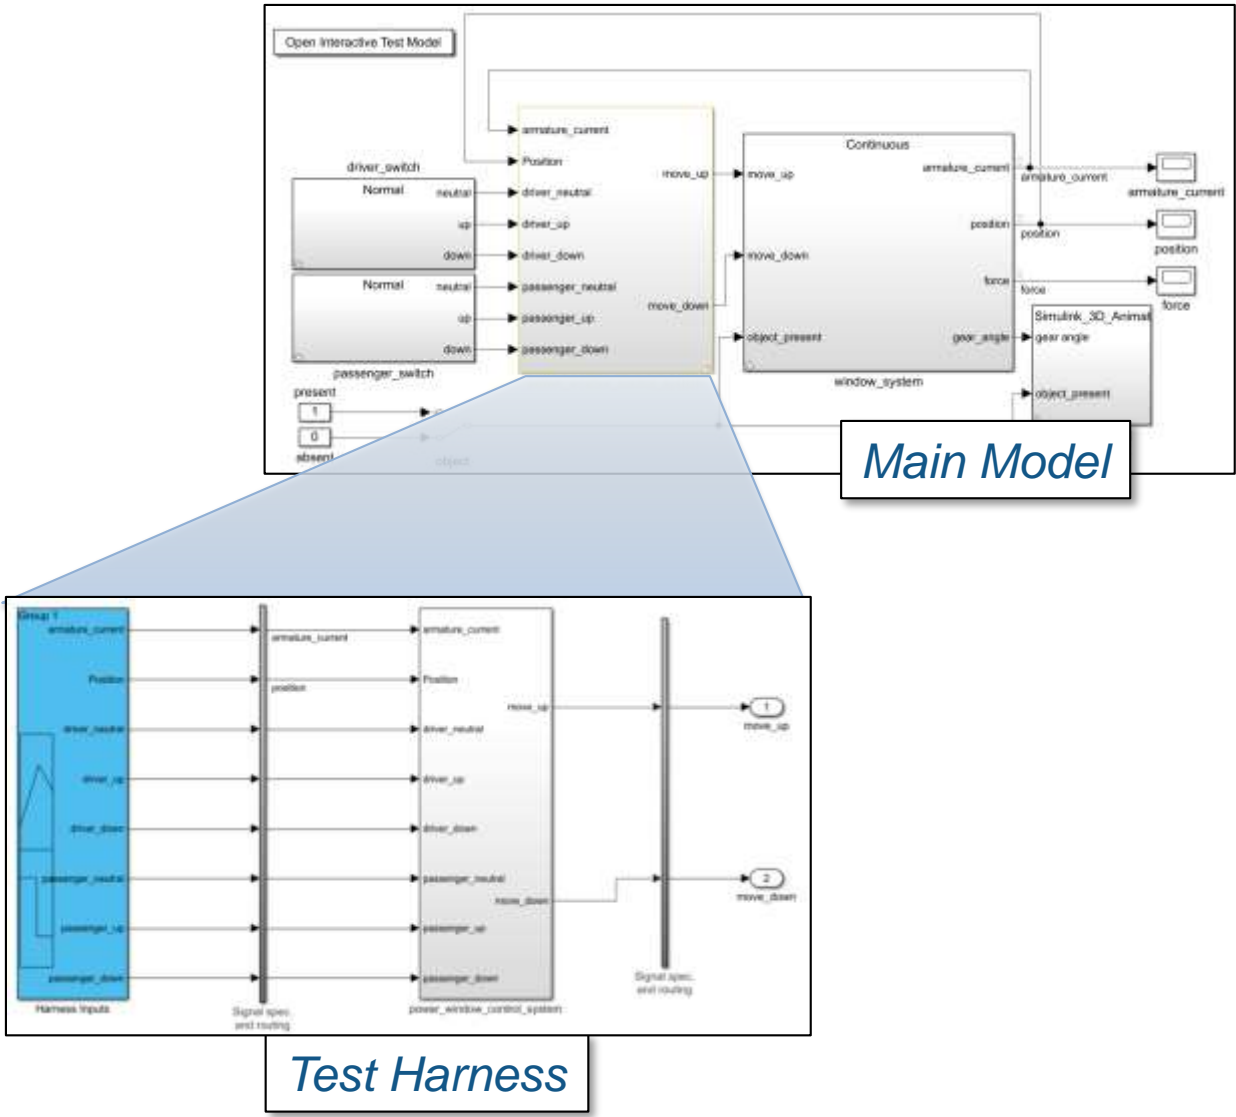 Open Interactive Test Model
driver_switch
Normal
neutral
up
down
Normal
neutral
up
down
passenger_switch
present
1
0
absent
object
armature_current
Position
driver_neutral
driver_up
driver_down
passenger_neutral
passenger_up
passenger_down
move_up
move_down
Continuous
move_up
move_down
object_present
armature_current
position
force
gear_angle
window_system
armature_current
position
force
armature_current
position
force
Simulink_3D_Animat
gear angle
object_present
Main Model
Group 1
armature_current
Position
driver_neutral
driver_up
driver_down
passenger_neutral
passenger_up
passenger_down
Harness Inputs
armature_current
position
Signal spec.
and routing
armature_current
Position
driver_neutral
driver_up
driver_down
passenger_neutral
passenger_up
passenger_down
move_up
move_down
power_window_control_system
Signal spec.
and routing
1
move_up
2
move_down
Test Harness